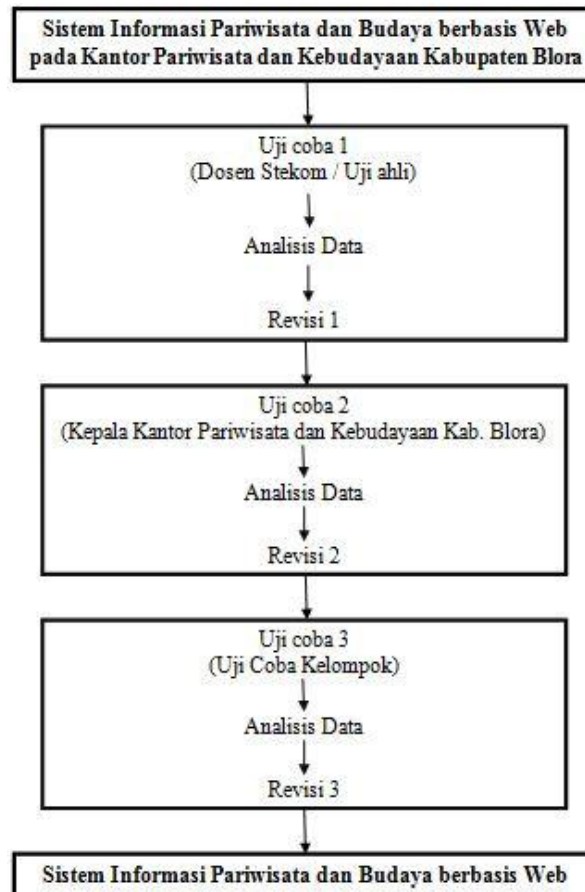 Sistem Informasi Pariwisata dan Budaya berbasis Web
pada Kantor Pariwisata dan Kebudayaan Kabupaten Blora
Uji coba 1
(Dosen Stekom / Uji ahli)
Analisis Data
Revisi 1
Uji coba 2
(Kepala Kantor Pariwisata dan Kebudayaan Kab. Blora)
Analisis Data
Revisi 2
Uji coba 3
(Uji Coba Kelompok)
Analisis Data
Revisi 3
Sistem Informasi Pariwisata dan Budaya berbasis Web